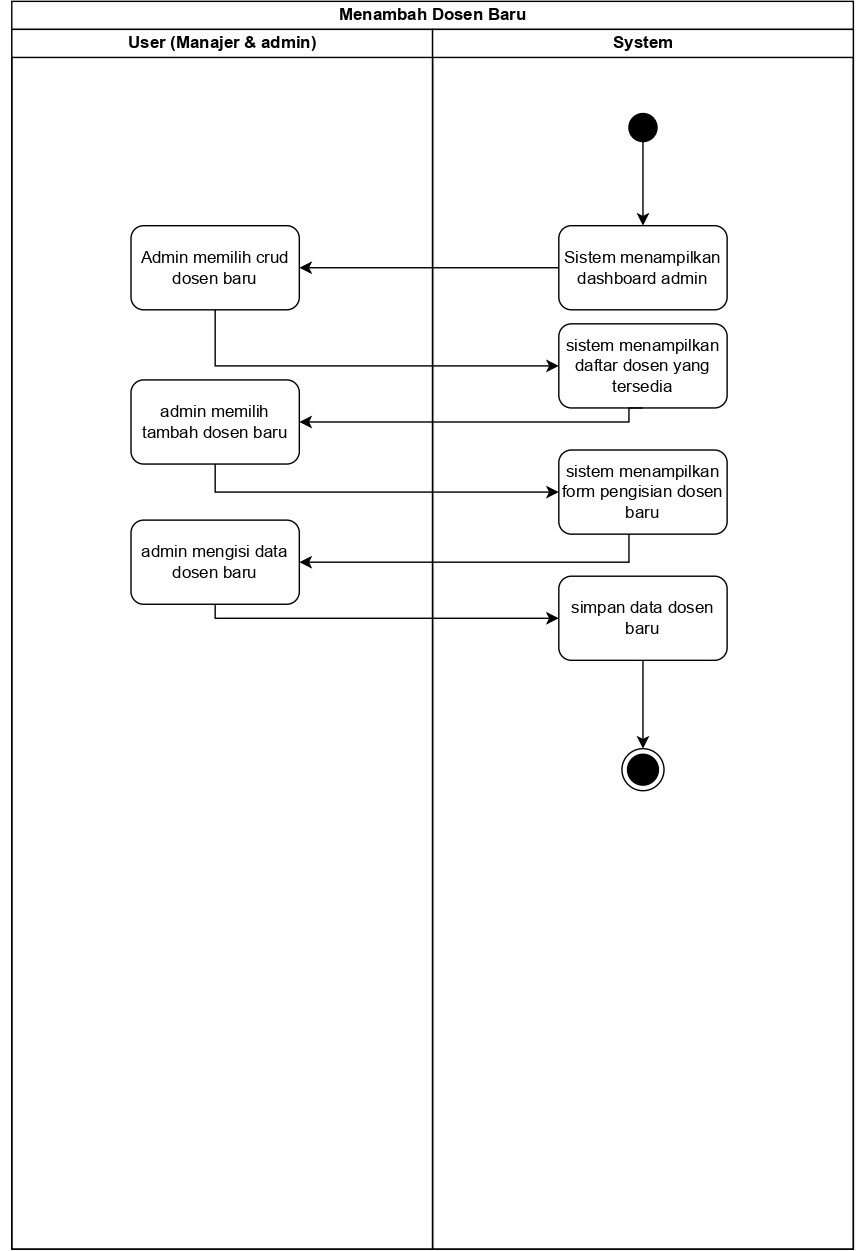 Menambah Dosen Baru
User (Manajer & admin)
System
Sistem menampilkan
dashboard admin
Admin memilih crud
dosen baru
sistem menampilkan
daftar dosen yang
tersedia
admin memilih
tambah dosen baru
sistem menampilkan
form pengisian dosen
baru
admin mengisi data
dosen baru
simpan data dosen
baru